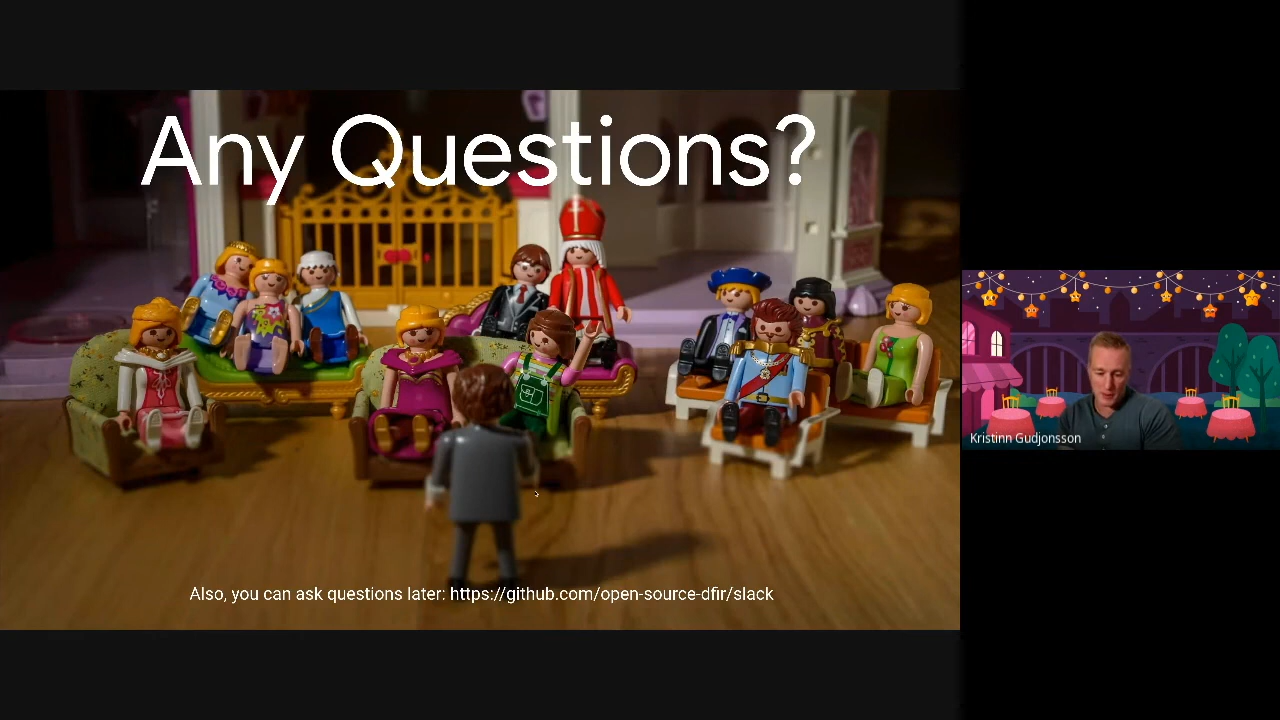 Any Questions?
Also, you can ask questions later: https://github.com/open-source-dfir/slack
Kristinn Gudjonsson